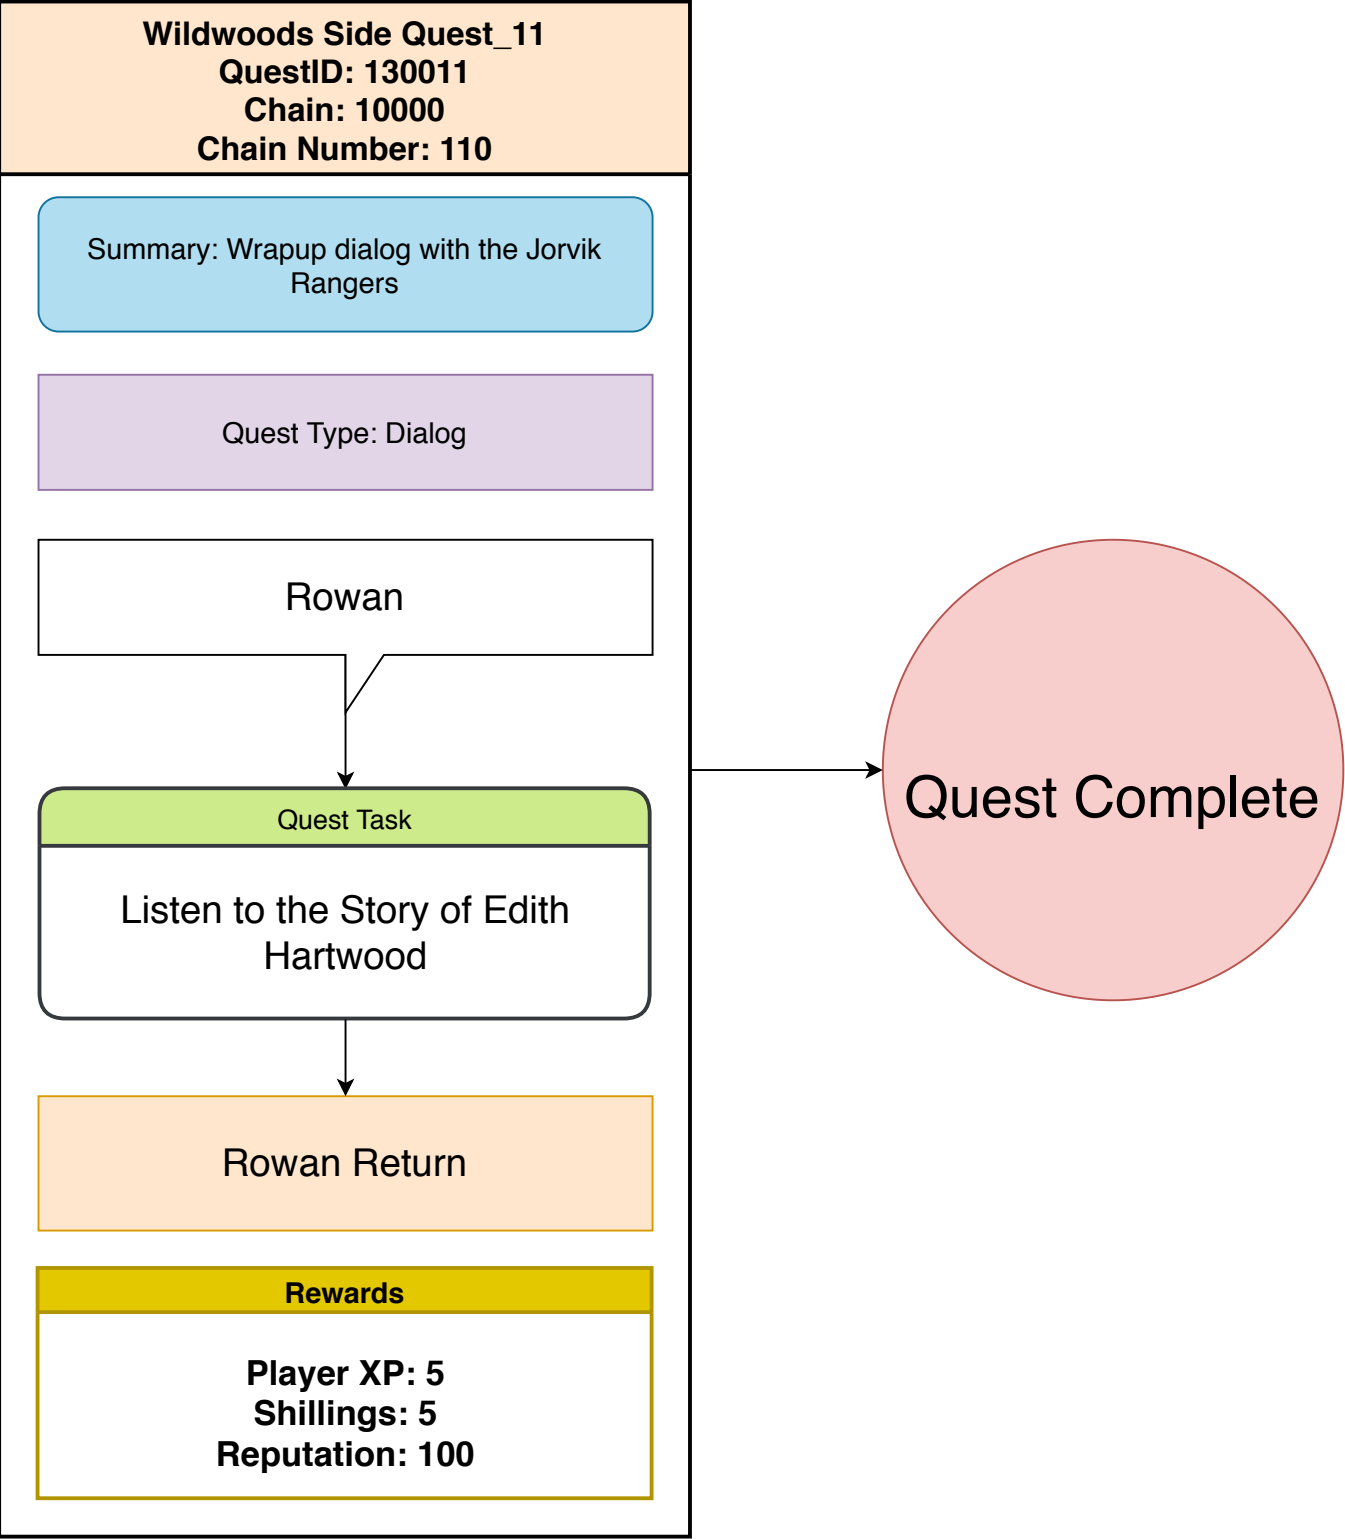 Wildwoods Side Quest_11
QuestID: 130011
Chain: 10000
Chain Number: 110
Summary: Wrapup dialog with the Jorvik
Rangers
Quest Type: Dialog
Rowan
Quest Task
Listen to the Story of Edith
Hartwood
Rowan Return
Rewards
Player XP: 5
Shillings: 5
Reputation: 100
Quest Complete